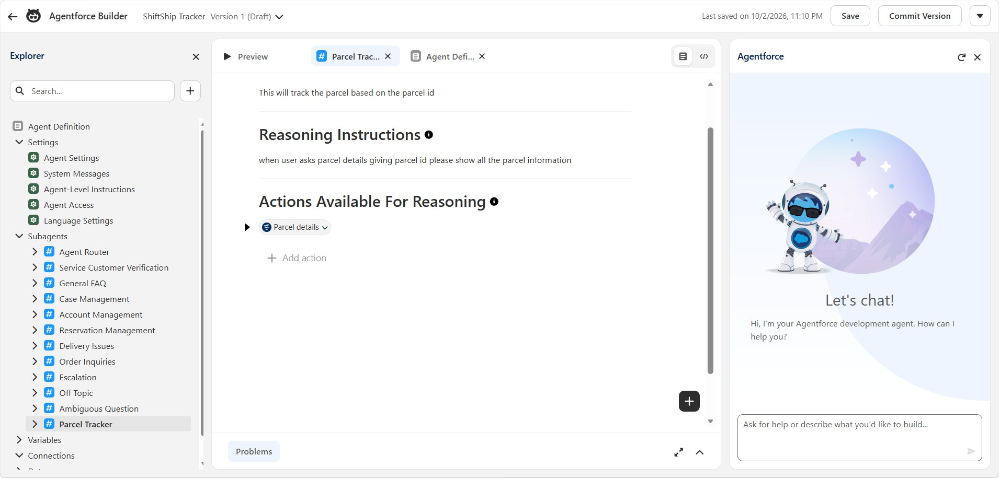 Agentforce Builder
ShiftShip Tracker Version 1 (Draft)
Last saved on 10/2/2026, 11:10 PM
Save
Commit Version
Explorer
Search...
Agent Definition
Settings
Agent Settings
System Messages
Agent-Level Instructions
Agent Access
Language Settings
Subagents
Agent Router
Service Customer Verification
General FAQ
Case Management
Account Management
Reservation Management
Delivery Issues
Order Inquiries
Escalation
Off Topic
Ambiguous Question
Parcel Tracker
Variables
Connections
Preview
Parcel Trac...
Agent Defi...
This will track the parcel based on the parcel id
Reasoning Instructions
when user asks parcel details giving parcel id please show all the parcel information
Actions Available For Reasoning
Parcel details
Add action
Problems
Agentforce
Let's chat!
Hi, I'm your Agentforce development agent. How can I
help you?
Ask for help or describe what you'd like to build...